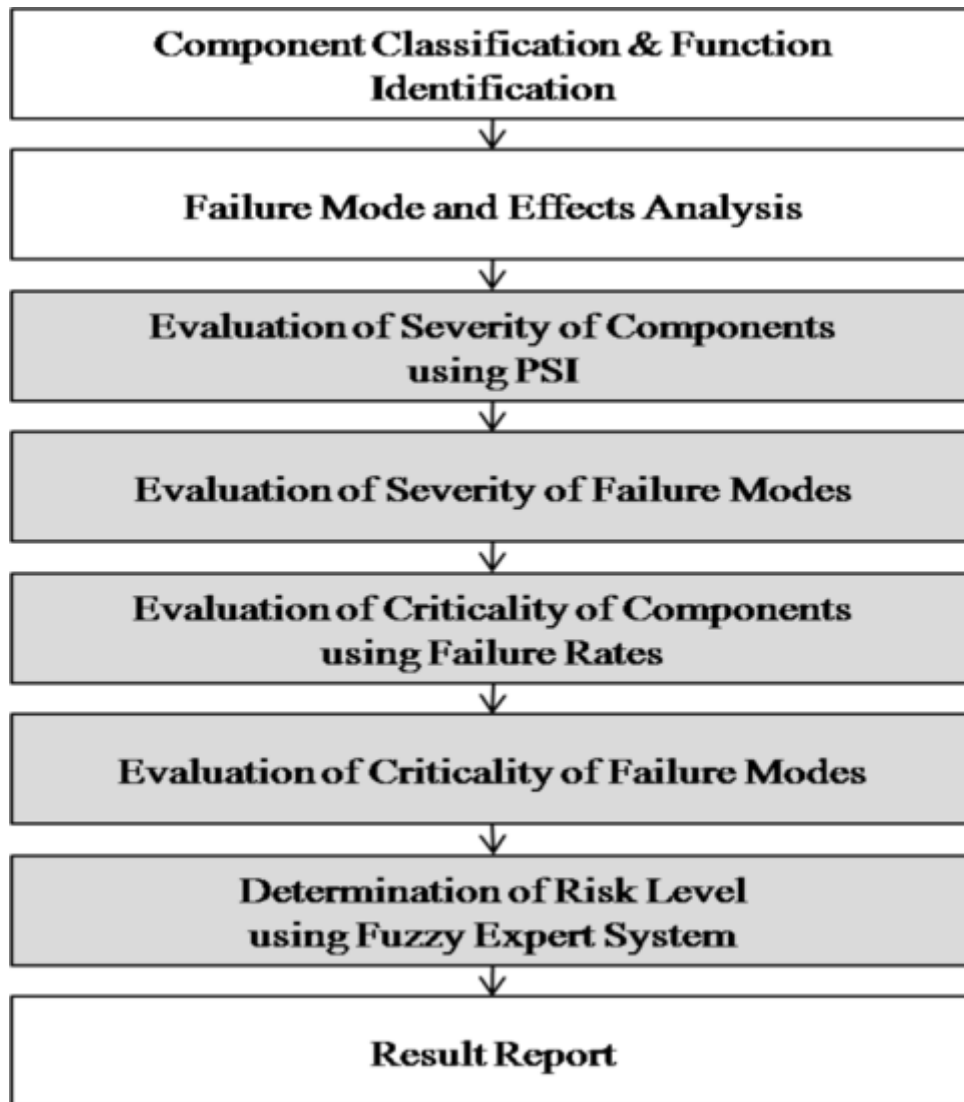 Component Classification & Function
Identification
Failure Mode and Effects Analysis
Evaluation of Severity of Components
using PSI
Evaluation of Severity of Failure Modes
Evaluation of Criticality of Components
using Failure Rates
Evaluation of Criticality of Failure Modes
Determination of Risk Level
using Fuzzy Expert System
Result Report